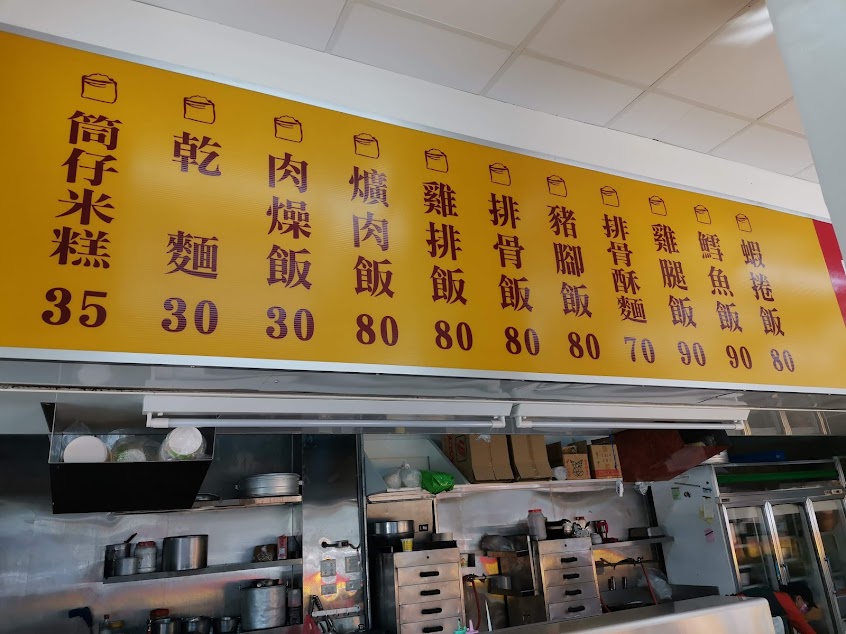 筒仔米糕 35
乾麵 30
肉燥飯 30
爌肉飯 80
雞排飯 80
排骨飯 80
豬腳飯 80
排骨酥麵 70
雞腿飯 90
鱈魚飯 90
蝦捲飯 80